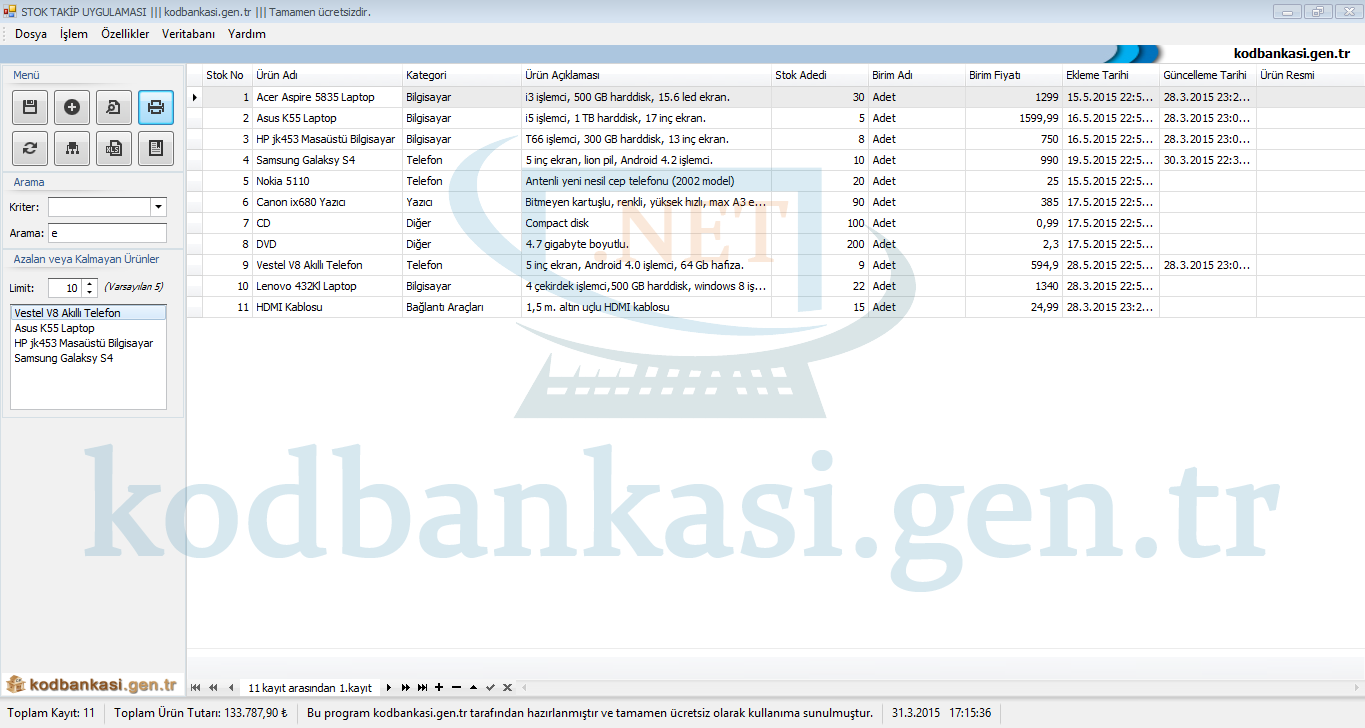 STOK TAKİP UYGULAMASI ||| kodbankasi.gen.tr ||| Tamamen ücretsizdir.
Dosya İşlem Özellikler Veritabanı Yardım
kodbankasi.gen.tr
Menü
XLS
Arama
Kriter:
Arama: e
Azalan veya Kalmayan Ürünler
Limit: 10 (Varsayılan 5)
Vestel V8 Akıllı Telefon
Asus K55 Laptop
HP jk453 Masaüstü Bilgisayar
Samsung Galaksy S4
kodbankasi.gen.tr
Stok No Ürün Adı Kategori Ürün Açıklaması Stok Adedi Birim Adı Birim Fiyatı Ekleme Tarihi Güncelleme Tarihi Ürün Resmi
1 Acer Aspire 5835 Laptop Bilgisayar i3 işlemci, 500 GB harddisk, 15.6 led ekran. 30 Adet 1299 15.5.2015 22:5... 28.3.2015 23:2...
2 Asus K55 Laptop Bilgisayar i5 işlemci, 1 TB harddisk, 17 inç ekran. 5 Adet 1599,99 16.5.2015 22:5... 28.3.2015 23:0...
3 HP jk453 Masaüstü Bilgisayar Bilgisayar T66 işlemci, 300 GB harddisk, 13 inç ekran. 8 Adet 750 16.5.2015 22:5... 28.3.2015 23:0...
4 Samsung Galaksy S4 Telefon 5 inç ekran, lion pil, Android 4.2 işlemci. 10 Adet 990 19.5.2015 22:5... 30.3.2015 22:3...
5 Nokia 5110 Telefon Antenli yeni nesil cep telefonu (2002 model) 20 Adet 25 15.5.2015 22:5...
6 Canon ix680 Yazıcı Yazıcı Bitmeyen kartuşlu, renkli, yüksek hızlı, max A3 e... 90 Adet 385 17.5.2015 22:5...
7 CD Diğer Compact disk 100 Adet 0,99 17.5.2015 22:5...
8 DVD Diğer 4.7 gigabyte boyutlu. 200 Adet 2,3 17.5.2015 22:5...
9 Vestel V8 Akıllı Telefon Telefon 5 inç ekran, Android 4.0 işlemci, 64 Gb hafıza. 9 Adet 594,9 28.5.2015 22:5... 28.3.2015 23:0...
10 Lenovo 432Kl Laptop Bilgisayar 4 çekirdek işlemci,500 GB harddisk, windows 8 iş... 22 Adet 1340 28.5.2015 22:5...
11 HDMI Kablosu Bağlantı Araçları 1,5 m. altın uçlu HDMI kablosu 15 Adet 24,99 28.3.2015 23:2...
.NET
kodbankasi.gen.tr
11 kayıt arasından 1.kayıt
Toplam Kayıt: 11 Toplam Ürün Tutarı: 133.787,90 ₺ Bu program kodbankasi.gen.tr tarafından hazırlanmıştır ve tamamen ücretsiz olarak kullanıma sunulmuştur. 31.3.2015 17:15:36